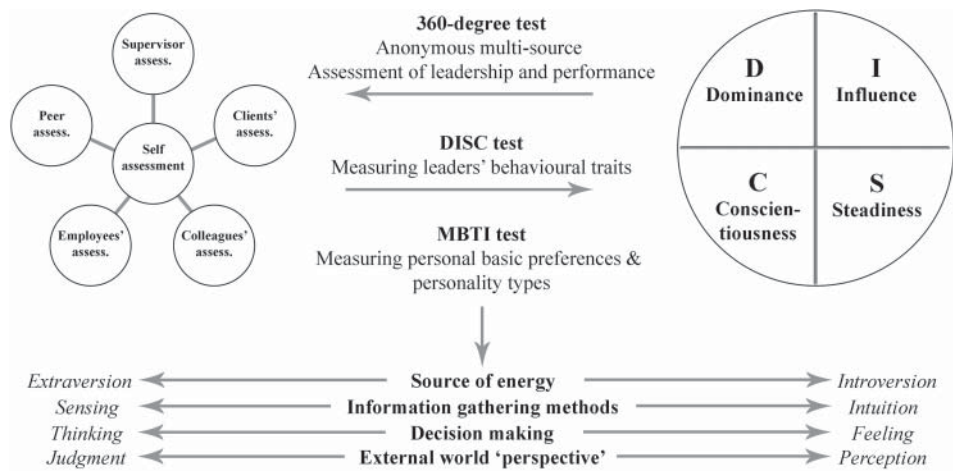 Supervisor
assess.
Peer
assess.
Clients'
assess.
Self
assessment
Employees'
assess.
Colleagues'
assess.
360-degree test
Anonymous multi-source
Assessment of leadership and performance
DISC test
Measuring leaders' behavioural traits
MBTI test
Measuring personal basic preferences &
personality types
D
Dominance
I
Influence
C
Conscien-
tiousness
S
Steadiness
Extraversion Source of energy Introversion
Sensing Information gathering methods Intuition
Thinking Decision making Feeling
Judgment External world 'perspective' Perception